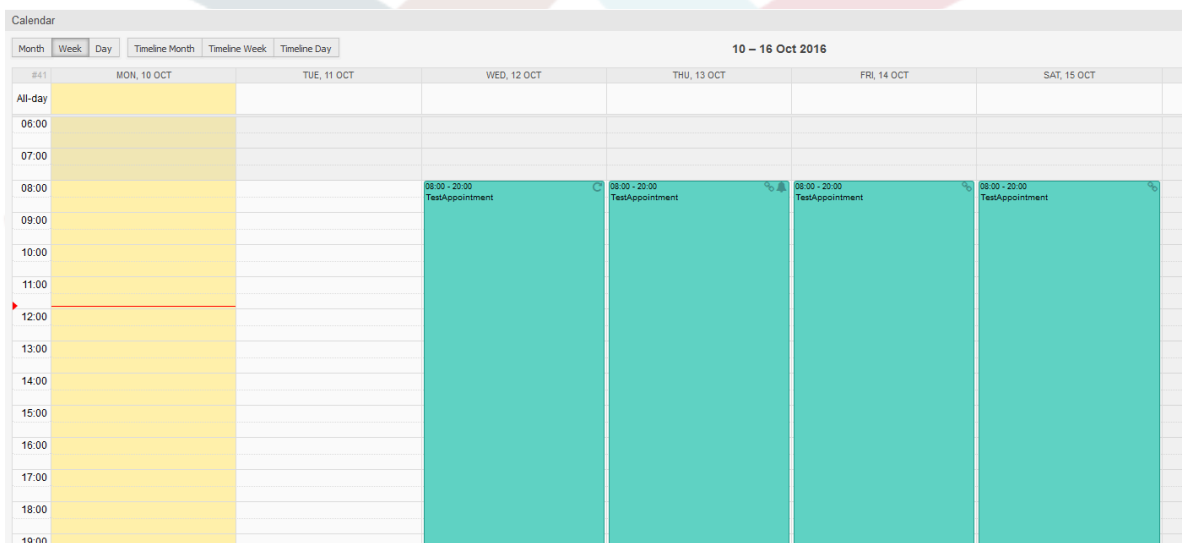 Calendar
Month Week Day Timeline Month Timeline Week Timeline Day 10 – 16 Oct 2016
#41 MON, 10 OCT TUE, 11 OCT WED, 12 OCT THU, 13 OCT FRI, 14 OCT SAT, 15 OCT
All-day
06:00
07:00
08:00 08:00 - 20:00 08:00 - 20:00 08:00 - 20:00 08:00 - 20:00
TestAppointment TestAppointment TestAppointment TestAppointment
09:00
10:00
11:00
12:00
13:00
14:00
15:00
16:00
17:00
18:00
19:00